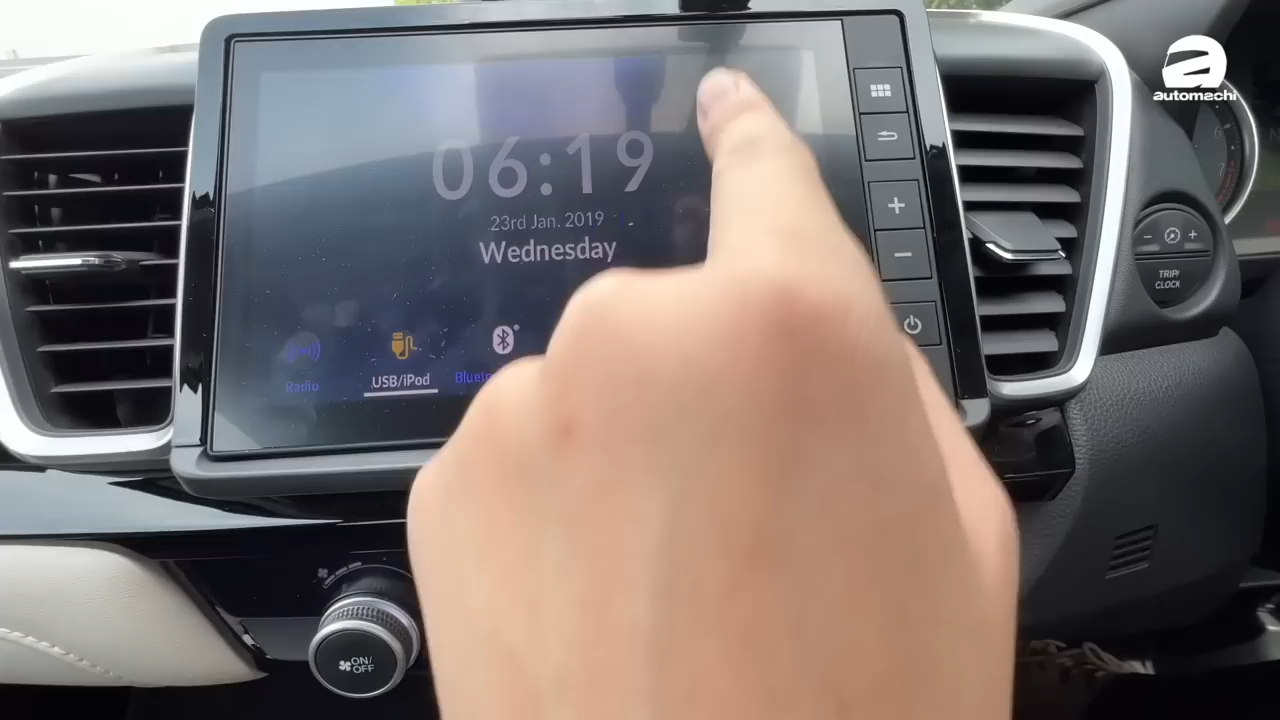 automachi
06:19
23rd Jan. 2019
Wednesday
Radio
USB/iPod
TRIP/
CLOCK
ON/
OFF